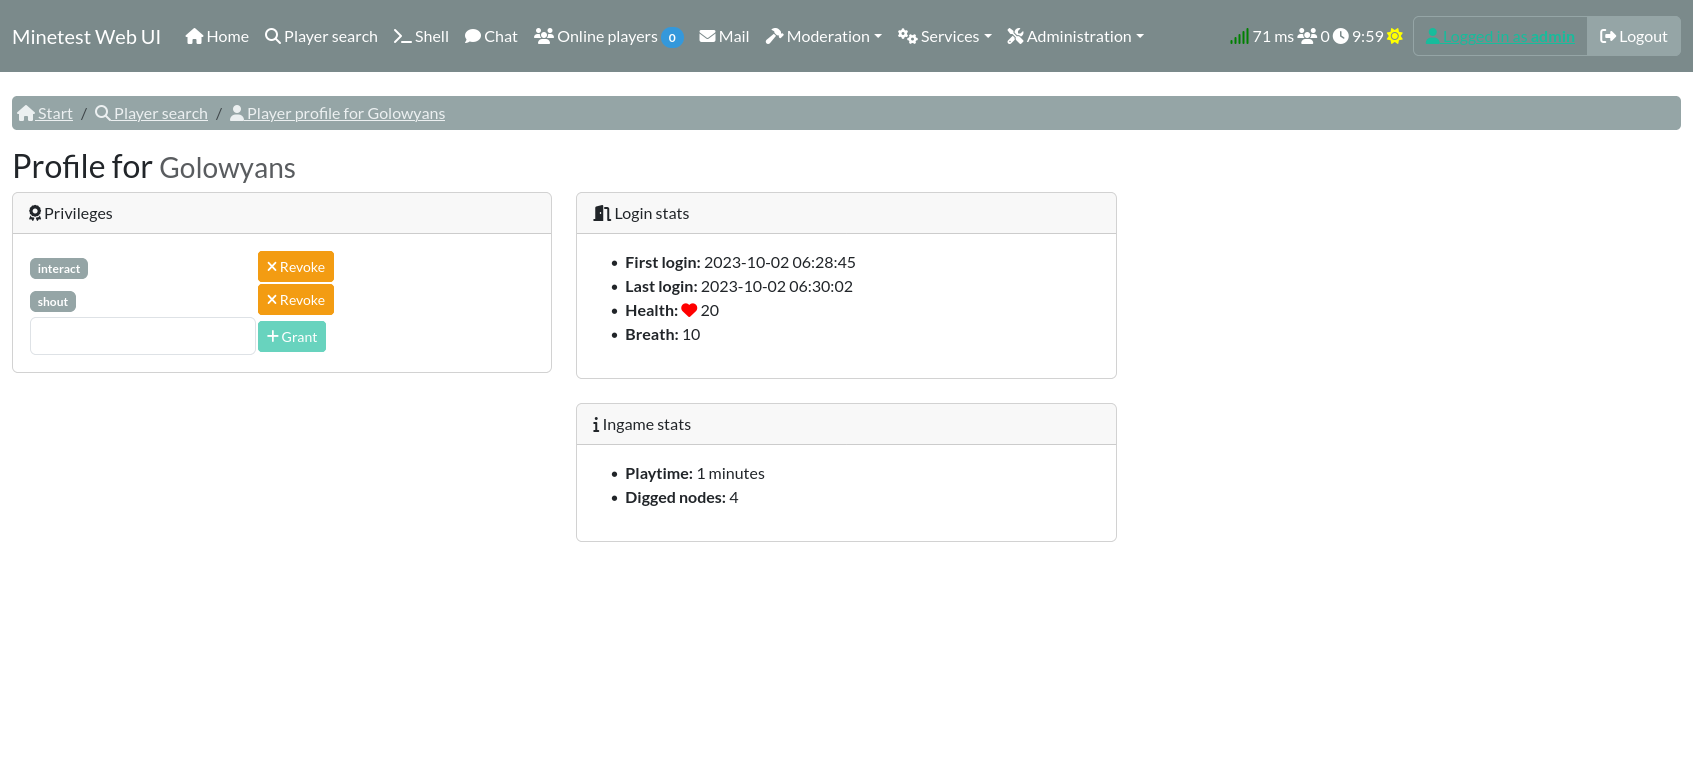 Minetest Web UI Home Player search Shell Chat Online players 0 Mail Moderation Services Administration 71 ms 0 9:59 Logged in as admin Logout
Start / Player search / Player profile for Golowyans
Profile for Golowyans
Privileges
interact Revoke
shout Revoke
Grant
Login stats
• First login: 2023-10-02 06:28:45
• Last login: 2023-10-02 06:30:02
• Health: 20
• Breath: 10
Ingame stats
• Playtime: 1 minutes
• Digged nodes: 4